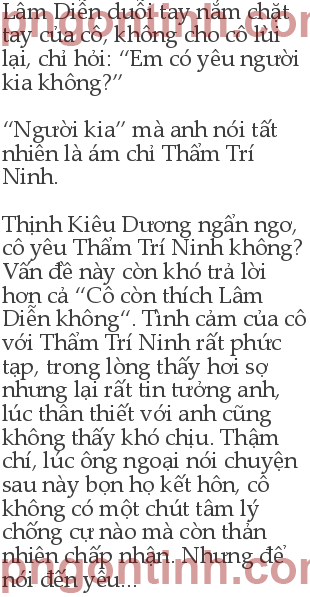 Lâm Diễn duỗi tay nắm chặt
tay của cô, không cho cô lùi
lại, chỉ hỏi: “Em có yêu người
kia không?”
“Người kia” mà anh nói tất
nhiên là ám chỉ Thẩm Trí
Ninh.
Thịnh Kiêu Dương ngẩn ngơ,
cô yêu Thẩm Trí Ninh không?
Vấn đề này còn khó trả lời
hơn cả “Cô còn thích Lâm
Diễn không“. Tình cảm của cô
với Thẩm Trí Ninh rất phức
tạp, trong lòng thấy hơi sợ
nhưng lại rất tin tưởng anh,
lúc thân thiết với anh cũng
không thấy khó chịu. Thậm
chí, lúc ông ngoại nói chuyện
sau này bọn họ kết hôn, cô
không có một chút tâm lý
chống cự nào mà còn thản
nhiên chấp nhận. Nhưng để
nói đến yêu...